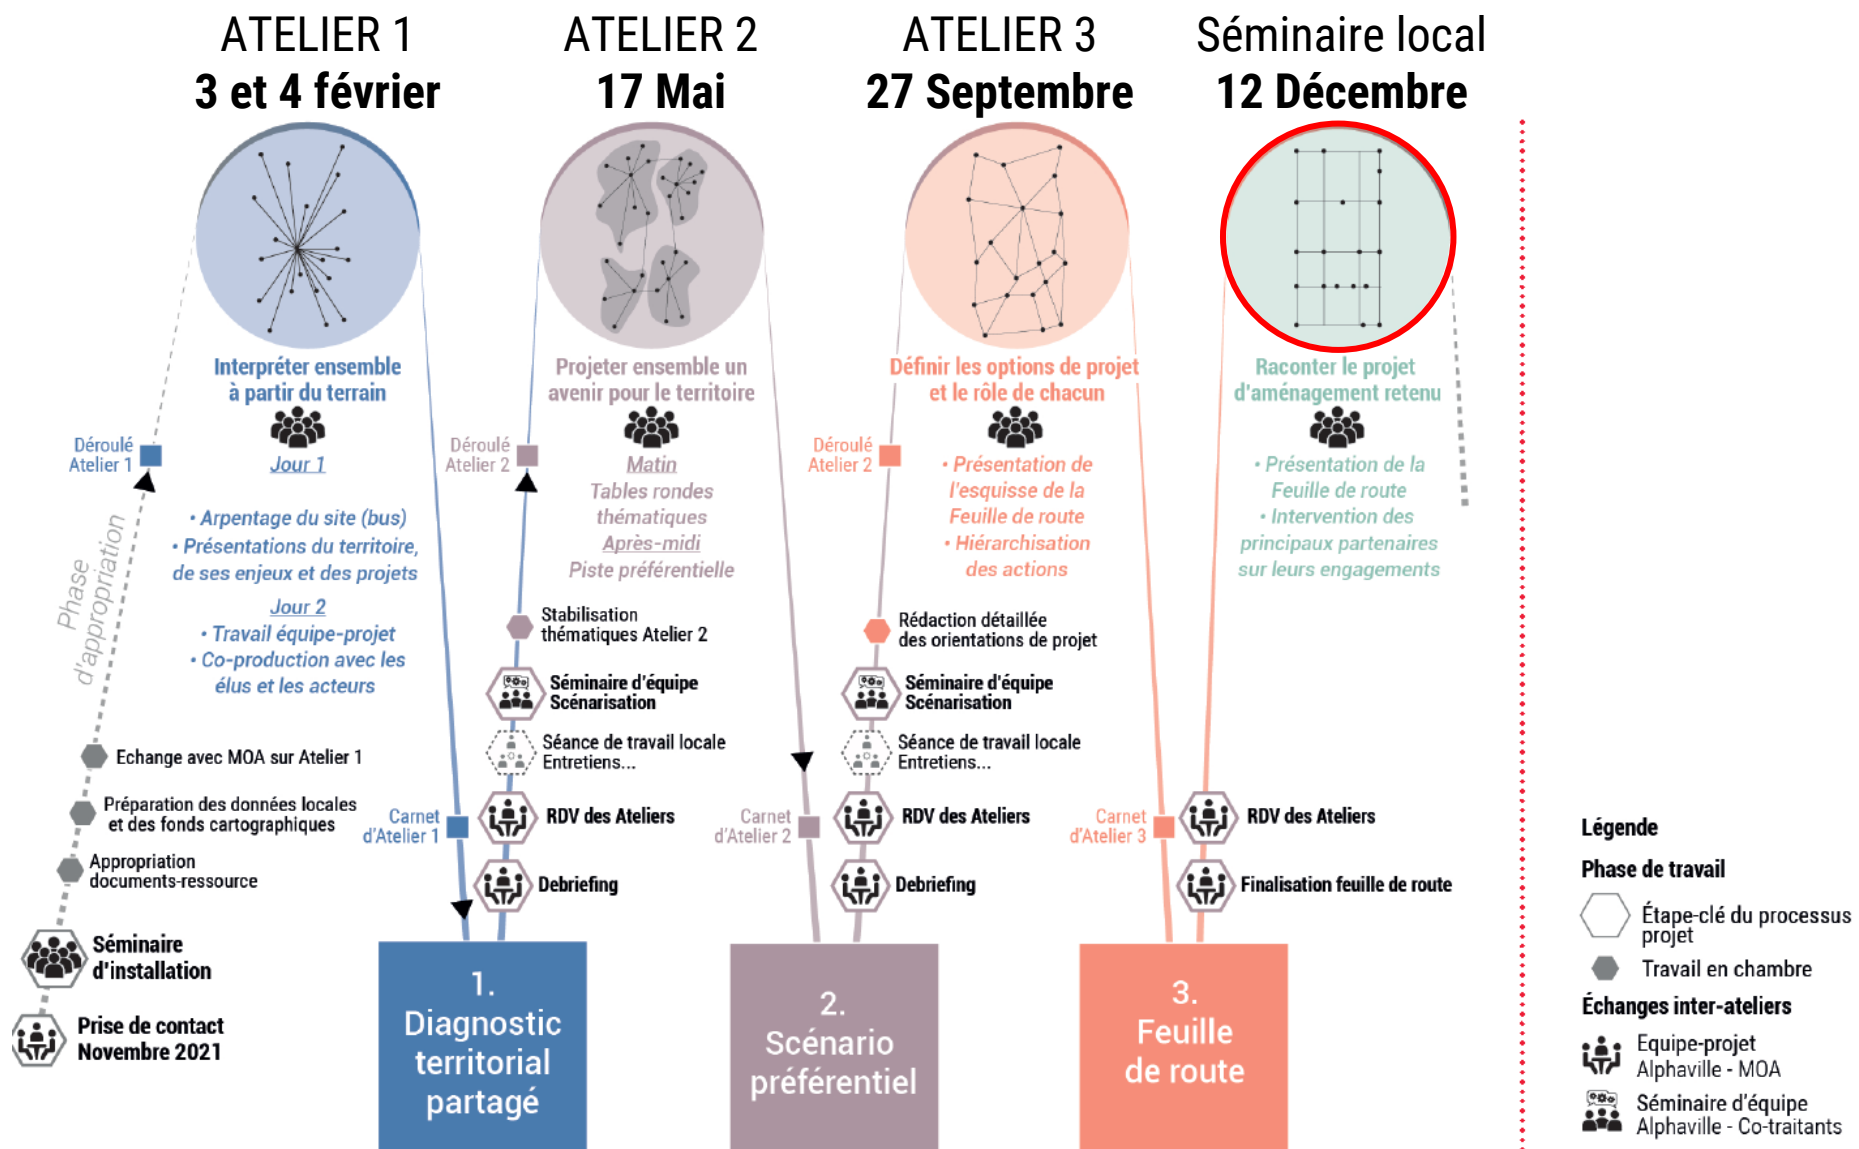 ATELIER 1
3 et 4 février
ATELIER 2
17 Mai
ATELIER 3
27 Septembre
Séminaire local
12 Décembre
Interpréter ensemble
à partir du terrain
Déroulé
Atelier 1
Jour 1
• Arpentage du site (bus)
• Présentations du territoire,
de ses enjeux et des projets
Jour 2
• Travail équipe-projet
• Co-production avec les
élus et les acteurs
Phase
d'appropriation
Echange avec MOA sur Atelier 1
Préparation des données locales
et des fonds cartographiques
Appropriation
documents-ressource
Séminaire
d'installation
Prise de contact
Novembre 2021
Carnet
d'Atelier 1
1.
Diagnostic
territorial
partagé
Projeter ensemble un
avenir pour le territoire
Déroulé
Atelier 2
Matin
Tables rondes
thématiques
Après-midi
Piste préférentielle
Stabilisation
thématiques Atelier 2
Séminaire d'équipe
Scénarisation
Séance de travail locale
Entretiens...
RDV des Ateliers
Debriefing
Carnet
d'Atelier 2
2.
Scénario
préférentiel
Définir les options de projet
et le rôle de chacun
Déroulé
Atelier 2
• Présentation de
l'esquisse de la
Feuille de route
• Hiérarchisation
des actions
Rédaction détaillée
des orientations de projet
Séminaire d'équipe
Scénarisation
Séance de travail locale
Entretiens...
RDV des Ateliers
Debriefing
Carnet
d'Atelier 3
3.
Feuille
de route
Raconter le projet
d'aménagement retenu
• Présentation de la
Feuille de route
• Intervention des
principaux partenaires
sur leurs engagements
RDV des Ateliers
Finalisation feuille de route
Légende
Phase de travail
Étape-clé du processus
projet
Travail en chambre
Échanges inter-ateliers
Equipe-projet
Alphaville - MOA
Séminaire d'équipe
Alphaville - Co-traitants